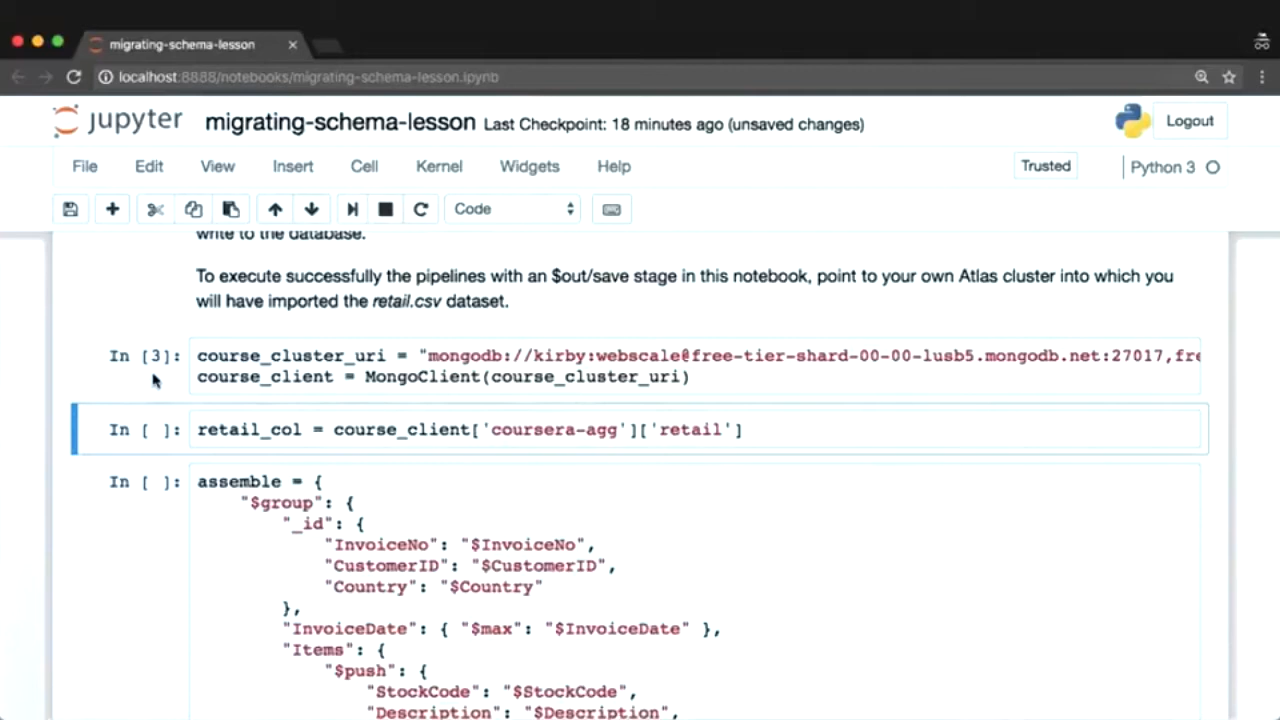 migrating-schema-lesson
localhost:8888/notebooks/migrating-schema-lesson.ipynb
jupyter migrating-schema-lesson Last Checkpoint: 18 minutes ago (unsaved changes)
Logout
File Edit View Insert Cell Kernel Widgets Help
Trusted
Python 3
Code
write to the database.
To execute successfully the pipelines with an $out/save stage in this notebook, point to your own Atlas cluster into which you
will have imported the retail.csv dataset.
In [3]: course_cluster_uri = "mongodb://kirby:webscale@free-tier-shard-00-00-lusb5.mongodb.net:27017,fre
course_client = MongoClient(course_cluster_uri)
In [ ]: retail_col = course_client['coursera-agg']['retail']
In [ ]: assemble = {
"$group": {
"_id": {
"InvoiceNo": "$InvoiceNo",
"CustomerID": "$CustomerID",
"Country": "$Country"
},
"InvoiceDate": { "$max": "$InvoiceDate" },
"Items": {
"$push": {
"StockCode": "$StockCode",
"Description": "$Description",